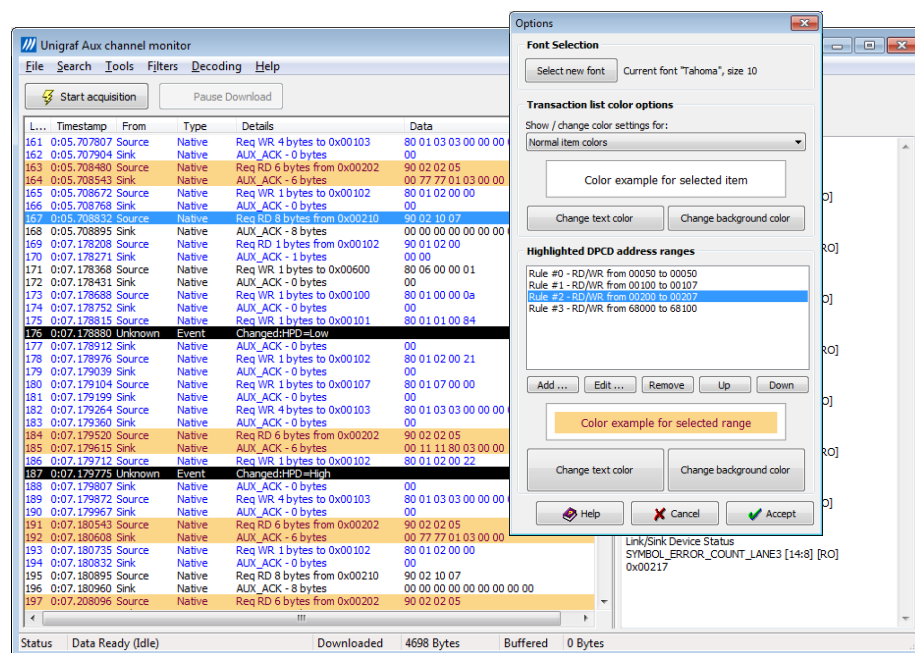 Unigraf Aux channel monitor
File Search Tools Filters Decoding Help
Start acquisition Pause Download
L... Timestamp From Type Details Data
161 0:05.707807 Source Native Req WR 4 bytes to 0x00103 80 01 03 03 00 00 00
162 0:05.707904 Sink Native AUX_ACK - 0 bytes 00
163 0:05.708480 Source Native Req RD 6 bytes from 0x00202 90 02 02 05
164 0:05.708543 Sink Native AUX_ACK - 6 bytes 00 77 77 01 03 00 00
165 0:05.708672 Source Native Req WR 1 bytes to 0x00102 80 01 02 00 00
166 0:05.708768 Sink Native AUX_ACK - 0 bytes 00
167 0:05.708832 Source Native Req RD 8 bytes from 0x00210 90 02 10 07
168 0:05.708895 Sink Native AUX_ACK - 8 bytes 00 00 00 00 00 00 00
169 0:07.178208 Source Native Req RD 1 bytes from 0x00102 90 01 02 00
170 0:07.178271 Sink Native AUX_ACK - 1 bytes 00 00
171 0:07.178368 Source Native Req WR 1 bytes to 0x00600 80 06 00 00 01
172 0:07.178431 Sink Native AUX_ACK - 0 bytes 00
173 0:07.178688 Source Native Req WR 1 bytes to 0x00100 80 01 00 00 0a
174 0:07.178752 Sink Native AUX_ACK - 0 bytes 00
175 0:07.178815 Source Native Req WR 1 bytes to 0x00101 80 01 01 00 84
176 0:07.178880 Unknown Event Changed:HPD=Low
177 0:07.178912 Sink Native AUX_ACK - 0 bytes 00
178 0:07.178976 Source Native Req WR 1 bytes to 0x00102 80 01 02 00 21
179 0:07.179039 Sink Native AUX_ACK - 0 bytes 00
180 0:07.179104 Source Native Req WR 1 bytes to 0x00107 80 01 07 00 00
181 0:07.179199 Sink Native AUX_ACK - 0 bytes 00
182 0:07.179264 Source Native Req WR 4 bytes to 0x00103 80 01 03 03 00 00 00
183 0:07.179360 Sink Native AUX_ACK - 0 bytes 00
184 0:07.179520 Source Native Req RD 6 bytes from 0x00202 90 02 02 05
185 0:07.179615 Sink Native AUX_ACK - 6 bytes 00 11 11 80 03 00 00
186 0:07.179712 Source Native Req WR 1 bytes to 0x00102 80 01 02 00 22
187 0:07.179775 Unknown Event Changed:HPD=High
188 0:07.179807 Sink Native AUX_ACK - 0 bytes 00
189 0:07.179872 Source Native Req WR 4 bytes to 0x00103 80 01 03 03 00 00 00
190 0:07.179967 Sink Native AUX_ACK - 0 bytes 00
191 0:07.180543 Source Native Req RD 6 bytes from 0x00202 90 02 02 05
192 0:07.180608 Sink Native AUX_ACK - 6 bytes 00 77 77 01 03 00 00
193 0:07.180735 Source Native Req WR 1 bytes to 0x00102 80 01 02 00 00
194 0:07.180832 Sink Native AUX_ACK - 0 bytes 00
195 0:07.180895 Source Native Req RD 8 bytes from 0x00210 90 02 10 07
196 0:07.180960 Sink Native AUX_ACK - 8 bytes 00 00 00 00 00 00 00 00 00
197 0:07.208096 Source Native Req RD 6 bytes from 0x00202 90 02 02 05
Status Data Ready (Idle) Downloaded 4698 Bytes Buffered 0 Bytes
Options
Font Selection
Select new font Current font "Tahoma", size 10
Transaction list color options
Show / change color settings for:
Normal item colors
Color example for selected item
Change text color Change background color
Highlighted DPCD address ranges
Rule #0 - RD/WR from 00050 to 00050
Rule #1 - RD/WR from 00100 to 00107
Rule #2 - RD/WR from 00200 to 00207
Rule #3 - RD/WR from 68000 to 68100
Add ... Edit ... Remove Up Down
Color example for selected range
Change text color Change background color
Help Cancel Accept
O]
RO]
O]
RO]
O]
RO]
O]
Link/Sink Device Status
SYMBOL_ERROR_COUNT_LANE3 [14:8] [RO]
0x00217